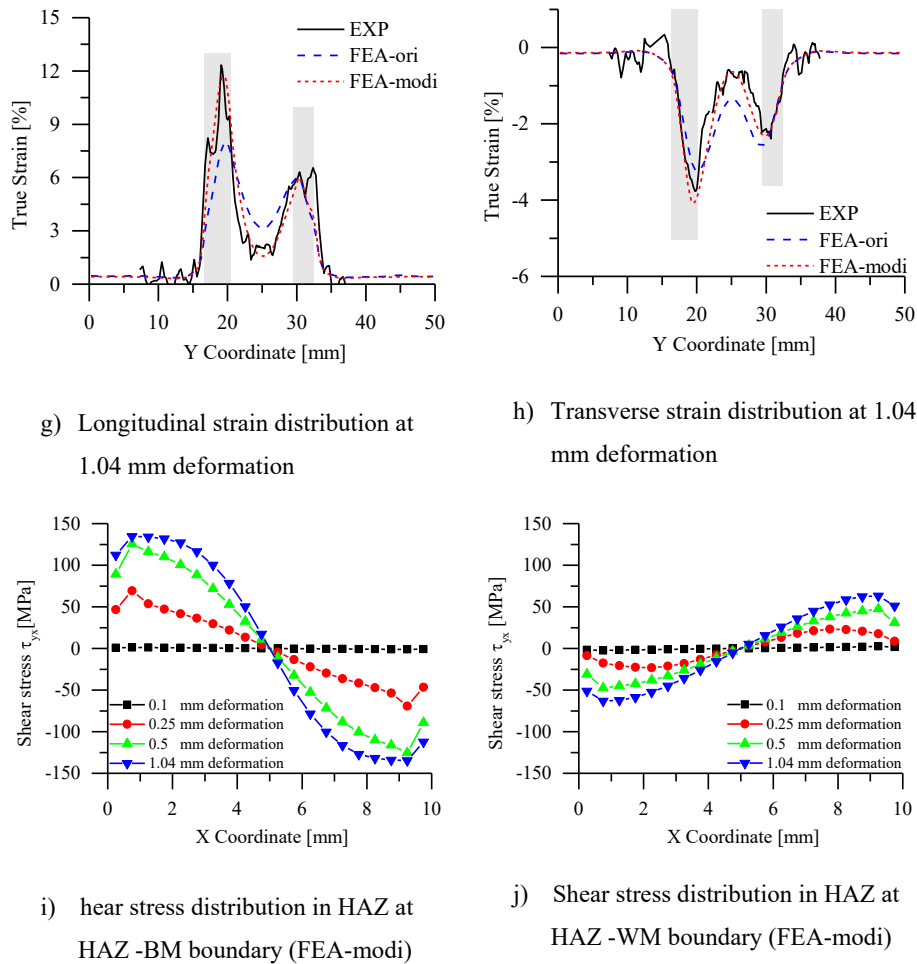 15
12
9
6
3
0
True Strain [%]
EXP
FEA-ori
FEA-modi
0 10 20 30 40 50
Y Coordinate [mm]
g) Longitudinal strain distribution at
1.04 mm deformation
0
-2
-4
-6
True Strain [%]
EXP
FEA-ori
FEA-modi
0 10 20 30 40 50
Y Coordinate [mm]
h) Transverse strain distribution at 1.04
mm deformation
150
100
50
0
-50
-100
-150
Shear stress τyx[MPa]
0.1 mm deformation
0.25 mm deformation
0.5 mm deformation
1.04 mm deformation
0 2 4 6 8 10
X Coordinate [mm]
i) hear stress distribution in HAZ at
HAZ -BM boundary (FEA-modi)
150
100
50
0
-50
-100
-150
Shear stress τyx [MPa]
0.1 mm deformation
0.25 mm deformation
0.5 mm deformation
1.04 mm deformation
0 2 4 6 8 10
X Coordinate [mm]
j) Shear stress distribution in HAZ at
HAZ -WM boundary (FEA-modi)